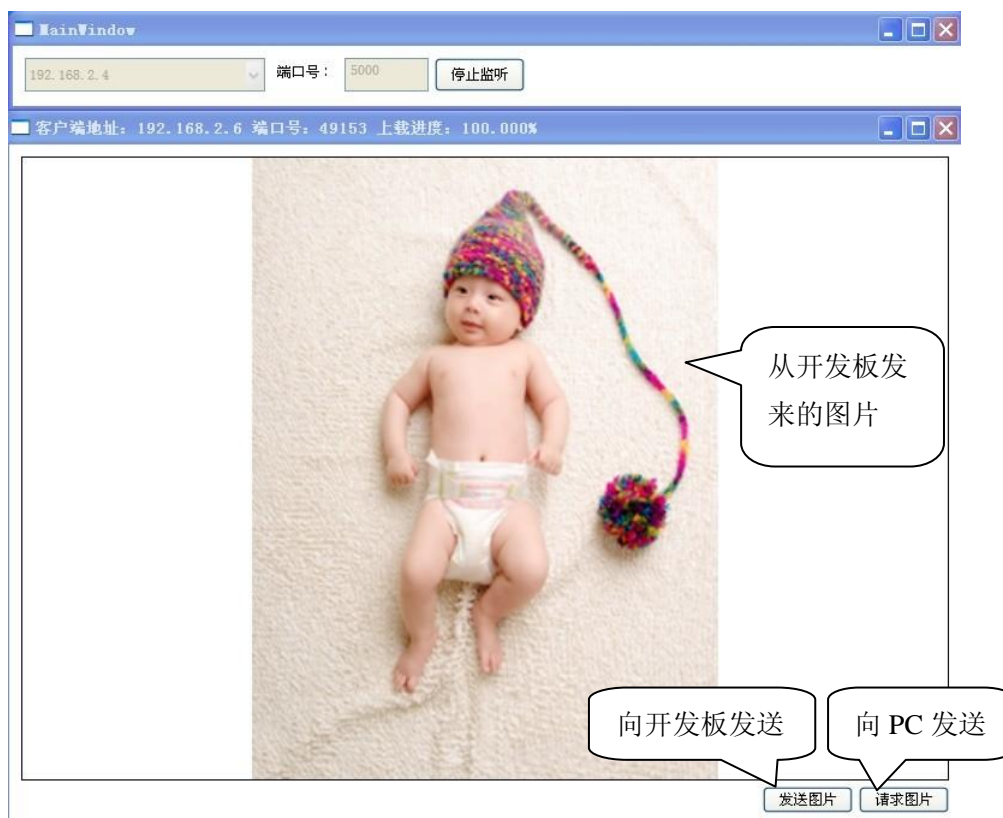 MainWindow
192.168.2.4 端口号： 5000 停止监听
客户端地址：192.168.2.6 端口号：49153 上载进度：100.000%
从开发板发
来的图片
向开发板发送 向 PC 发送
发送图片 请求图片